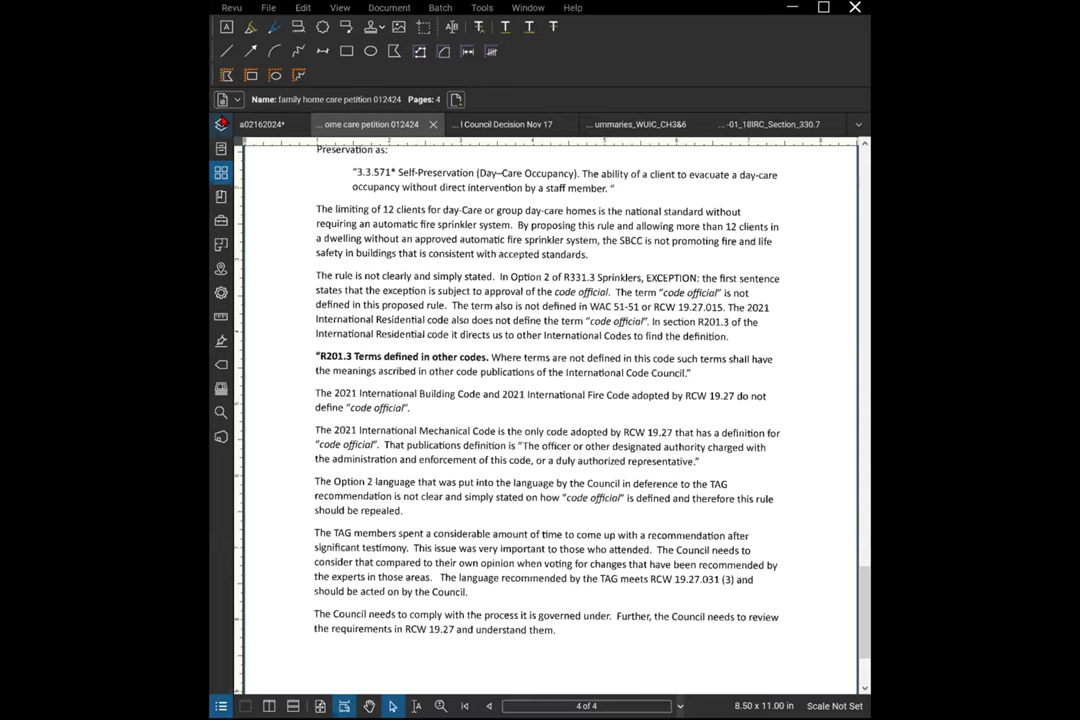 Revu File Edit View Document Batch Tools Window Help
Name: family home care petition 012424 Pages: 4
a02162024* ... ome care petition 012424 ... l Council Decision Nov 17 ... ummaries_WUIC_CH3&6 ... -01_18IRC_Section_330.7
Preservation as:
"3.3.571* Self-Preservation (Day–Care Occupancy). The ability of a client to evacuate a day-care
occupancy without direct intervention by a staff member. "
The limiting of 12 clients for day-Care or group day-care homes is the national standard without
requiring an automatic fire sprinkler system. By proposing this rule and allowing more than 12 clients in
a dwelling without an approved automatic fire sprinkler system, the SBCC is not promoting fire and life
safety in buildings that is consistent with accepted standards.
The rule is not clearly and simply stated. In Option 2 of R331.3 Sprinklers, EXCEPTION: the first sentence
states that the exception is subject to approval of the code official. The term "code official" is not
defined in this proposed rule. The term also is not defined in WAC 51-51 or RCW 19.27.015. The 2021
International Residential code also does not define the term "code official". In section R201.3 of the
International Residential code it directs us to other International Codes to find the definition.
"R201.3 Terms defined in other codes. Where terms are not defined in this code such terms shall have
the meanings ascribed in other code publications of the International Code Council."
The 2021 International Building Code and 2021 International Fire Code adopted by RCW 19.27 do not
define "code official".
The 2021 International Mechanical Code is the only code adopted by RCW 19.27 that has a definition for
"code official". That publications definition is "The officer or other designated authority charged with
the administration and enforcement of this code, or a duly authorized representative."
The Option 2 language that was put into the language by the Council in deference to the TAG
recommendation is not clear and simply stated on how "code official" is defined and therefore this rule
should be repealed.
The TAG members spent a considerable amount of time to come up with a recommendation after
significant testimony. This issue was very important to those who attended. The Council needs to
consider that compared to their own opinion when voting for changes that have been recommended by
the experts in those areas. The language recommended by the TAG meets RCW 19.27.031 (3) and
should be acted on by the Council.
The Council needs to comply with the process it is governed under. Further, the Council needs to review
the requirements in RCW 19.27 and understand them.
4 of 4 8.50 x 11.00 in Scale Not Set